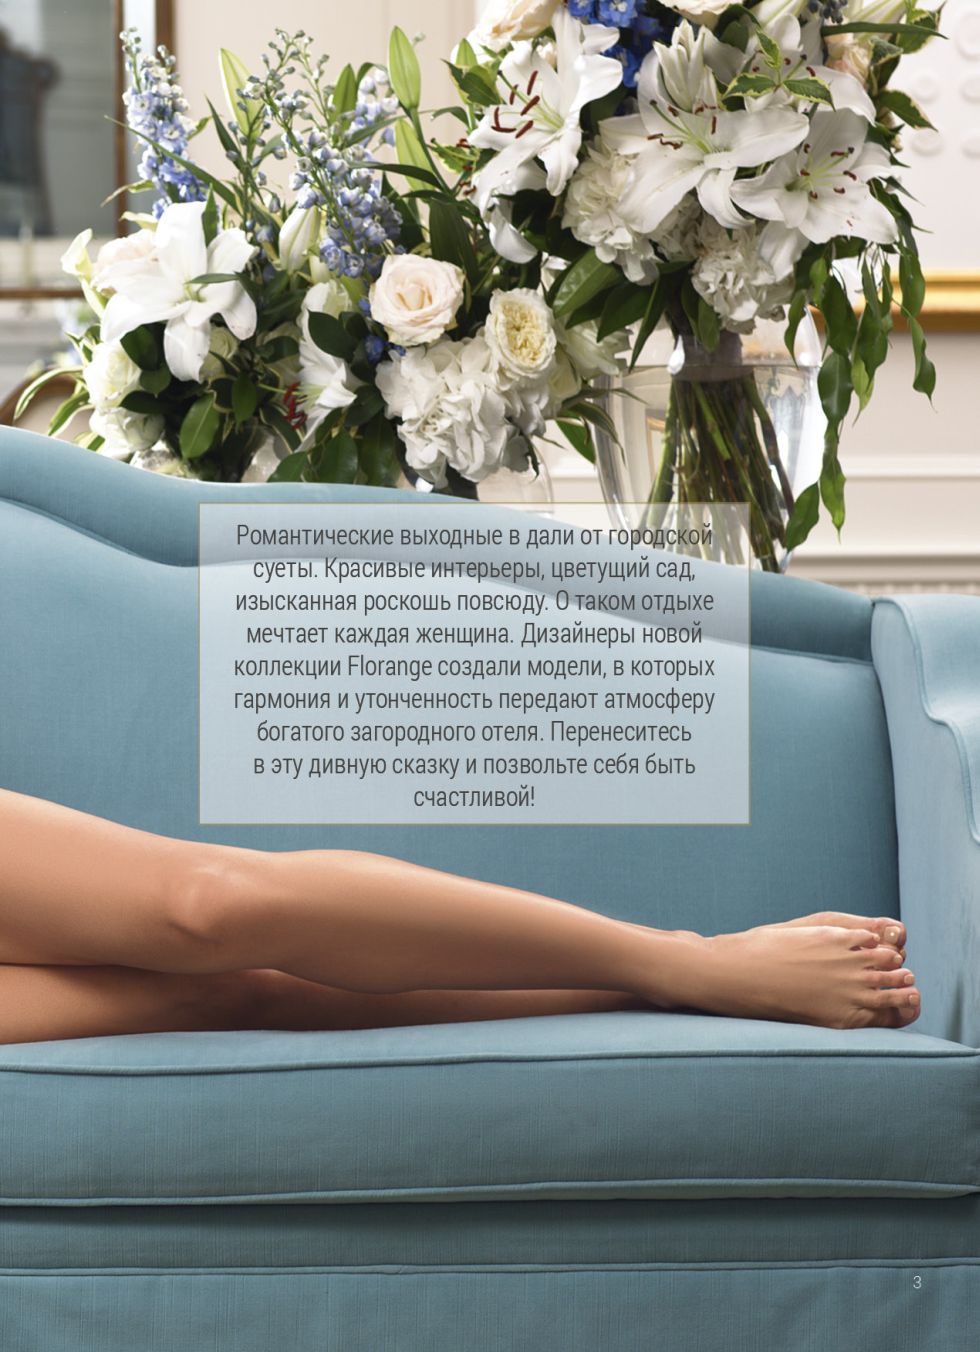 Романтические выходные в дали от городской
суеты. Красивые интерьеры, цветущий сад,
изысканная роскошь повсюду. О таком отдыхе
мечтает каждая женщина. Дизайнеры новой
коллекции Florange создали модели, в которых
гармония и утонченность передают атмосферу
богатого загородного отеля. Перенеситесь
в эту дивную сказку и позвольте себя быть
счастливой!
3